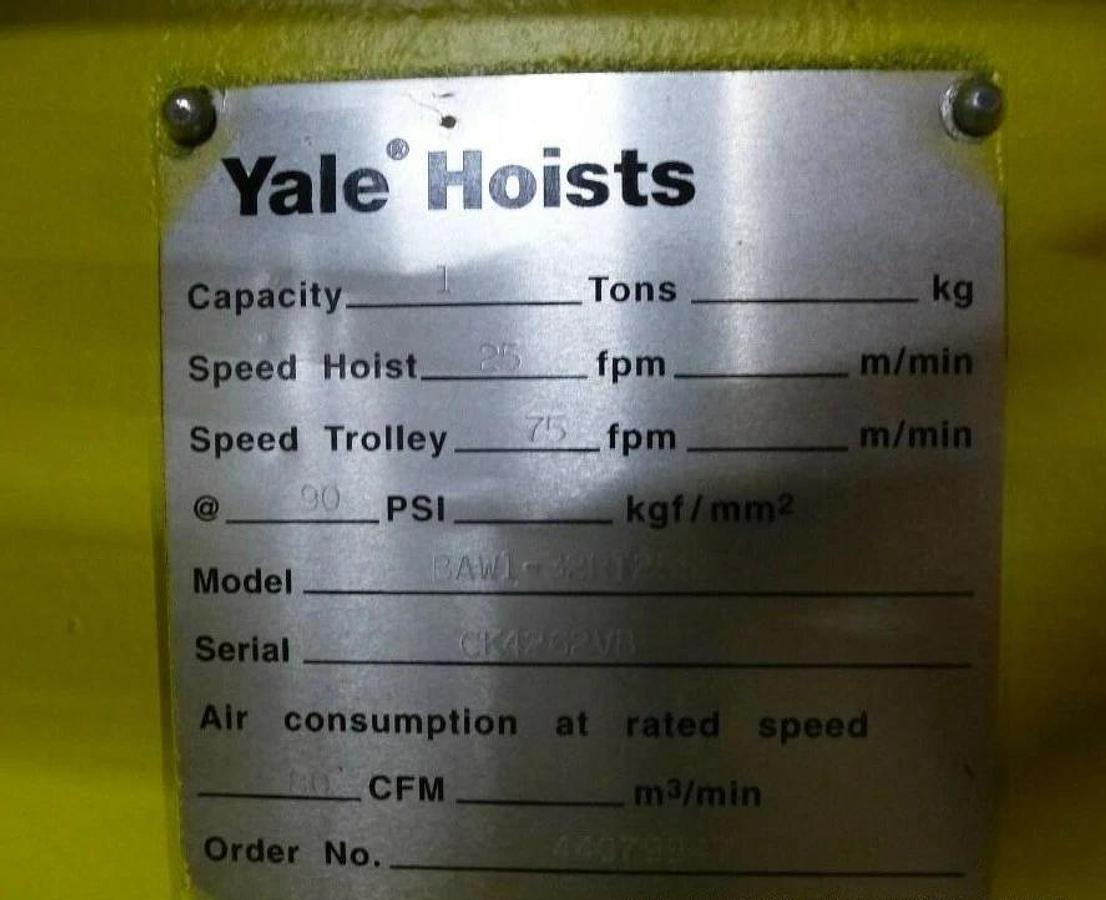 Yale® Hoists
Capacity 1 Tons kg
Speed Hoist 25 fpm m/min
Speed Trolley 75 fpm m/min
@ 90 PSI kgf/mm2
Model
Serial
Air consumption at rated speed
80 CFM m3/min
Order No.